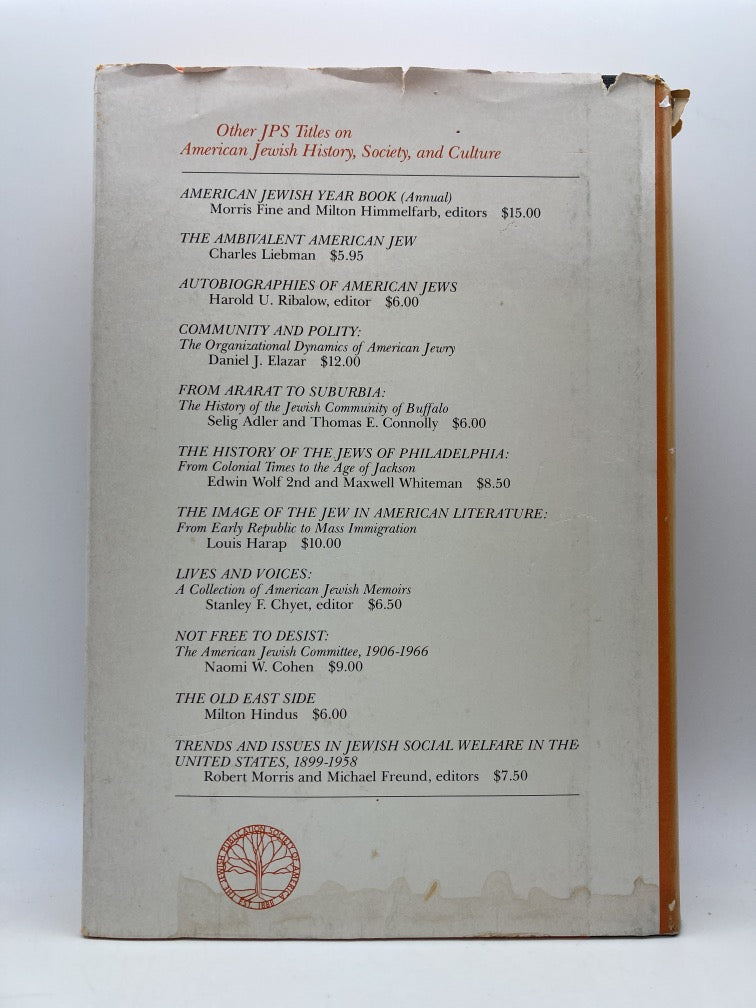 Other JPS Titles on
American Jewish History, Society, and Culture
AMERICAN JEWISH YEAR BOOK (Annual)
Morris Fine and Milton Himmelfarb, editors $15.00
THE AMBIVALENT AMERICAN JEW
Charles Liebman $5.95
AUTOBIOGRAPHIES OF AMERICAN JEWS
Harold U. Ribalow, editor $6.00
COMMUNITY AND POLITY:
The Organizational Dynamics of American Jewry
Daniel J. Elazar $12.00
FROM ARARAT TO SUBURBIA:
The History of the Jewish Community of Buffalo
Selig Adler and Thomas E. Connolly $6.00
THE HISTORY OF THE JEWS OF PHILADELPHIA:
From Colonial Times to the Age of Jackson
Edwin Wolf 2nd and Maxwell Whiteman $8.50
THE IMAGE OF THE JEW IN AMERICAN LITERATURE:
From Early Republic to Mass Immigration
Louis Harap $10.00
LIVES AND VOICES:
A Collection of American Jewish Memoirs
Stanley F. Chyet, editor $6.50
NOT FREE TO DESIST:
The American Jewish Committee, 1906-1966
Naomi W. Cohen $9.00
THE OLD EAST SIDE
Milton Hindus $6.00
TRENDS AND ISSUES IN JEWISH SOCIAL WELFARE IN THE
UNITED STATES, 1899-1958
Robert Morris and Michael Freund, editors $7.50
THE JEWISH PUBLICATION SOCIETY OF AMERICA
EST. 1888